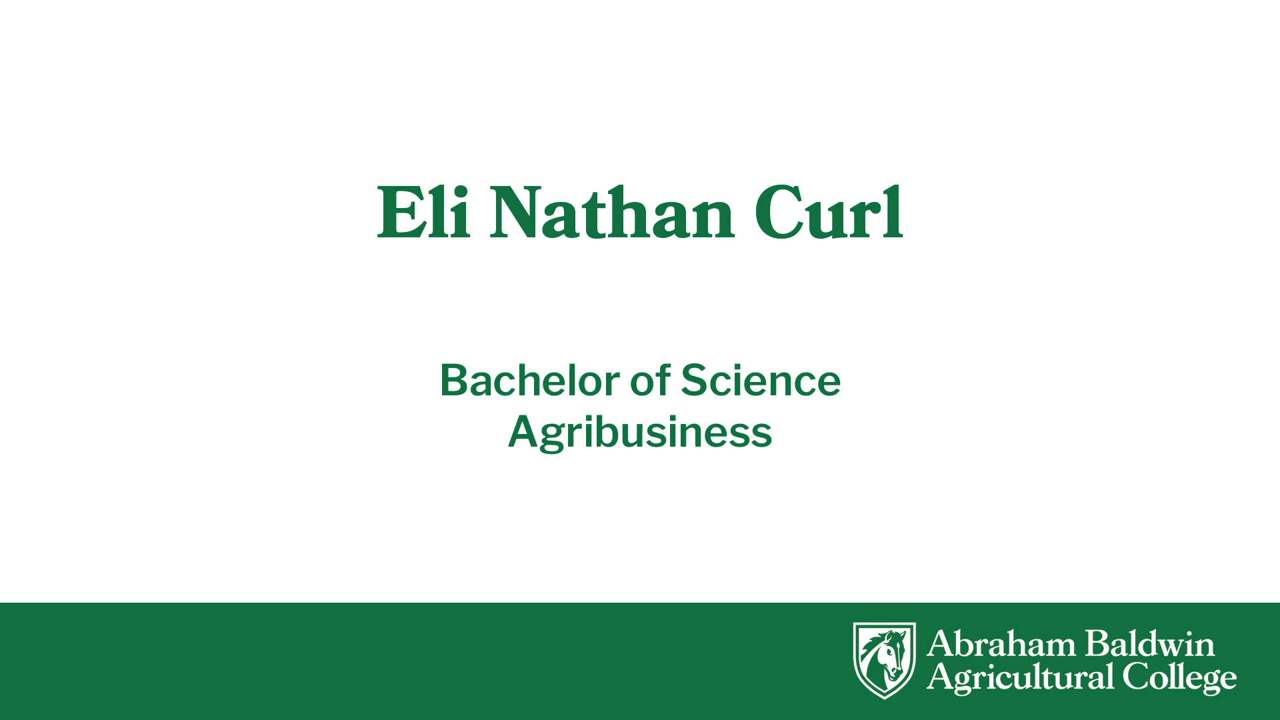 Eli Nathan Curl
Bachelor of Science
Agribusiness
Abraham Baldwin
Agricultural College